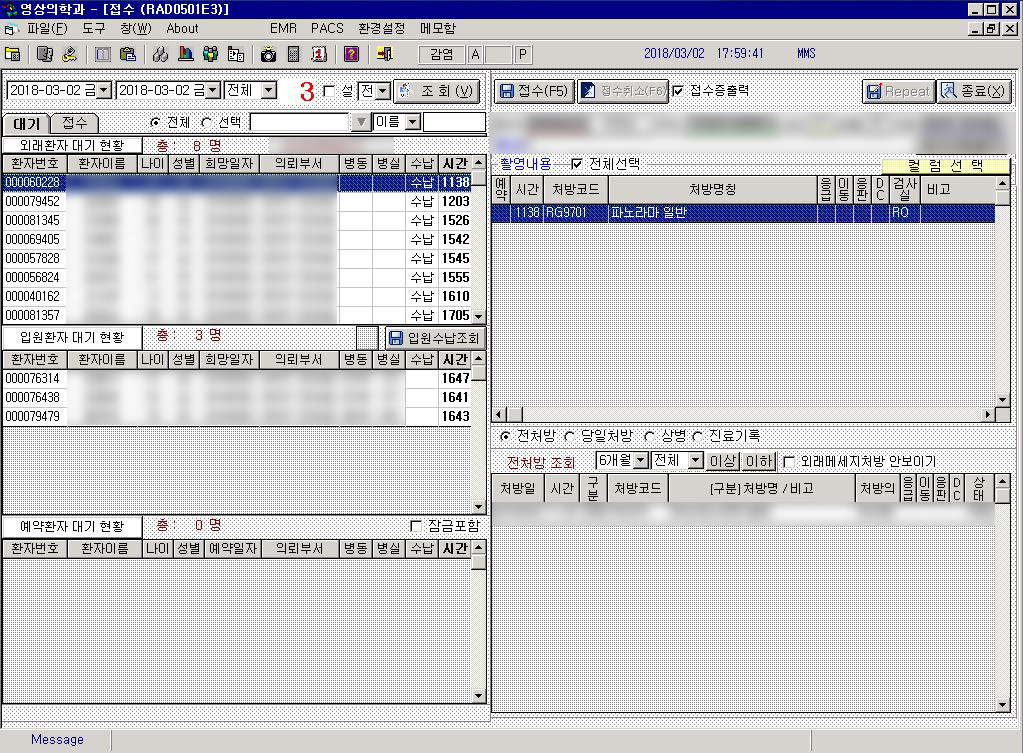 영상의학과 - [접수 (RAD0501E3)]
파일(F) 도구 창(W) About EMR PACS 환경설정 메모함
감염 A P 2018/03/02 17:59:41 MMS
2018-03-02 금 2018-03-02 금 전체 3 성 전 조 회 (V) 접수(F5) 접수취소(F6) 접수증출력 Repeat 종료(X)
대기 접수 전체 선택 이름
외래환자 대기 현황 총 : 8 명
환자번호 환자이름 나이 성별 희망일자 의뢰부서 병동 병실 수납 시간
000060228 수납 1138
000079452 수납 1203
000081345 수납 1526
000069405 수납 1542
000057828 수납 1545
000056824 수납 1555
000040162 수납 1610
000081357 수납 1705
입원환자 대기 현황 총 : 3 명 입원수납조회
환자번호 환자이름 나이 성별 희망일자 의뢰부서 병동 병실 수납 시간
000076314 1647
000076438 1641
000079479 1643
예약환자 대기 현황 총 : 0 명 잠금포함
환자번호 환자이름 나이 성별 예약일자 의뢰부서 병동 병실 수납 시간
촬영내용 전체선택 컬 럼 선 택
예약 시간 처방코드 처방명칭 응급 이동 응판 DC 검사실 비고
1138 RG9701 파노라마 일반 RO
전처방 당일처방 상병 진료기록
전처방 조회 6개월 전체 이상 이하 외래메세지처방 안보이기
처방일 시간 구분 처방코드 [구분] 처방명 / 비고 처방의 응급 이동 응판 DC 상태
Message